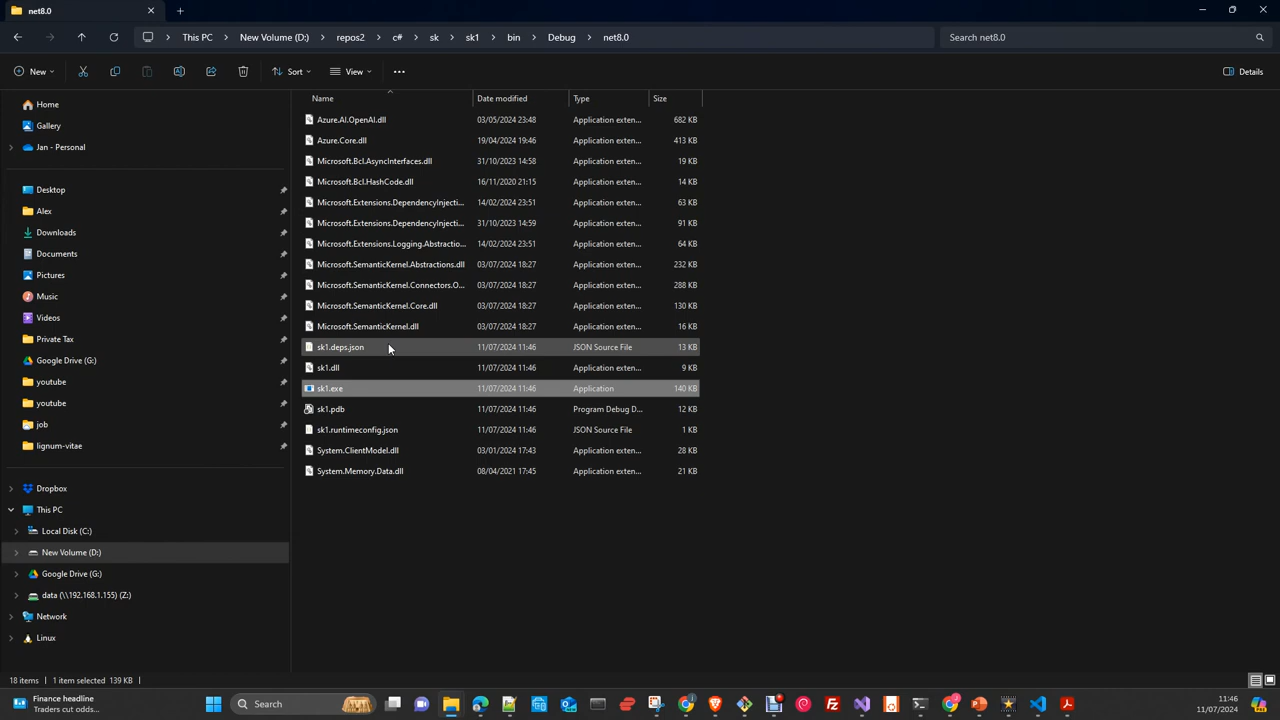 net8.0
This PC > New Volume (D:) > repos2 > c# > sk > sk1 > bin > Debug > net8.0
Search net8.0
New
Sort
View
Details
Home
Gallery
Jan - Personal
Desktop
Alex
Downloads
Documents
Pictures
Music
Videos
Private Tax
Google Drive (G:)
youtube
youtube
job
lignum-vitae
Dropbox
This PC
Local Disk (C:)
New Volume (D:)
Google Drive (G:)
data (\\192.168.1.155) (Z:)
Network
Linux
Name Date modified Type Size
Azure.AI.OpenAI.dll 03/05/2024 23:48 Application exten... 682 KB
Azure.Core.dll 19/04/2024 19:46 Application exten... 413 KB
Microsoft.Bcl.AsyncInterfaces.dll 31/10/2023 14:58 Application exten... 19 KB
Microsoft.Bcl.HashCode.dll 16/11/2020 21:15 Application exten... 14 KB
Microsoft.Extensions.DependencyInjecti... 14/02/2024 23:51 Application exten... 63 KB
Microsoft.Extensions.DependencyInjecti... 31/10/2023 14:59 Application exten... 91 KB
Microsoft.Extensions.Logging.Abstractio... 14/02/2024 23:51 Application exten... 64 KB
Microsoft.SemanticKernel.Abstractions.dll 03/07/2024 18:27 Application exten... 232 KB
Microsoft.SemanticKernel.Connectors.O... 03/07/2024 18:27 Application exten... 288 KB
Microsoft.SemanticKernel.Core.dll 03/07/2024 18:27 Application exten... 130 KB
Microsoft.SemanticKernel.dll 03/07/2024 18:27 Application exten... 16 KB
sk1.deps.json 11/07/2024 11:46 JSON Source File 13 KB
sk1.dll 11/07/2024 11:46 Application exten... 9 KB
sk1.exe 11/07/2024 11:46 Application 140 KB
sk1.pdb 11/07/2024 11:46 Program Debug D... 12 KB
sk1.runtimeconfig.json 11/07/2024 11:46 JSON Source File 1 KB
System.ClientModel.dll 03/01/2024 17:43 Application exten... 28 KB
System.Memory.Data.dll 08/04/2021 17:45 Application exten... 21 KB
18 items 1 item selected 139 KB
Finance headline
Traders cut odds...
Search
11:46
11/07/2024